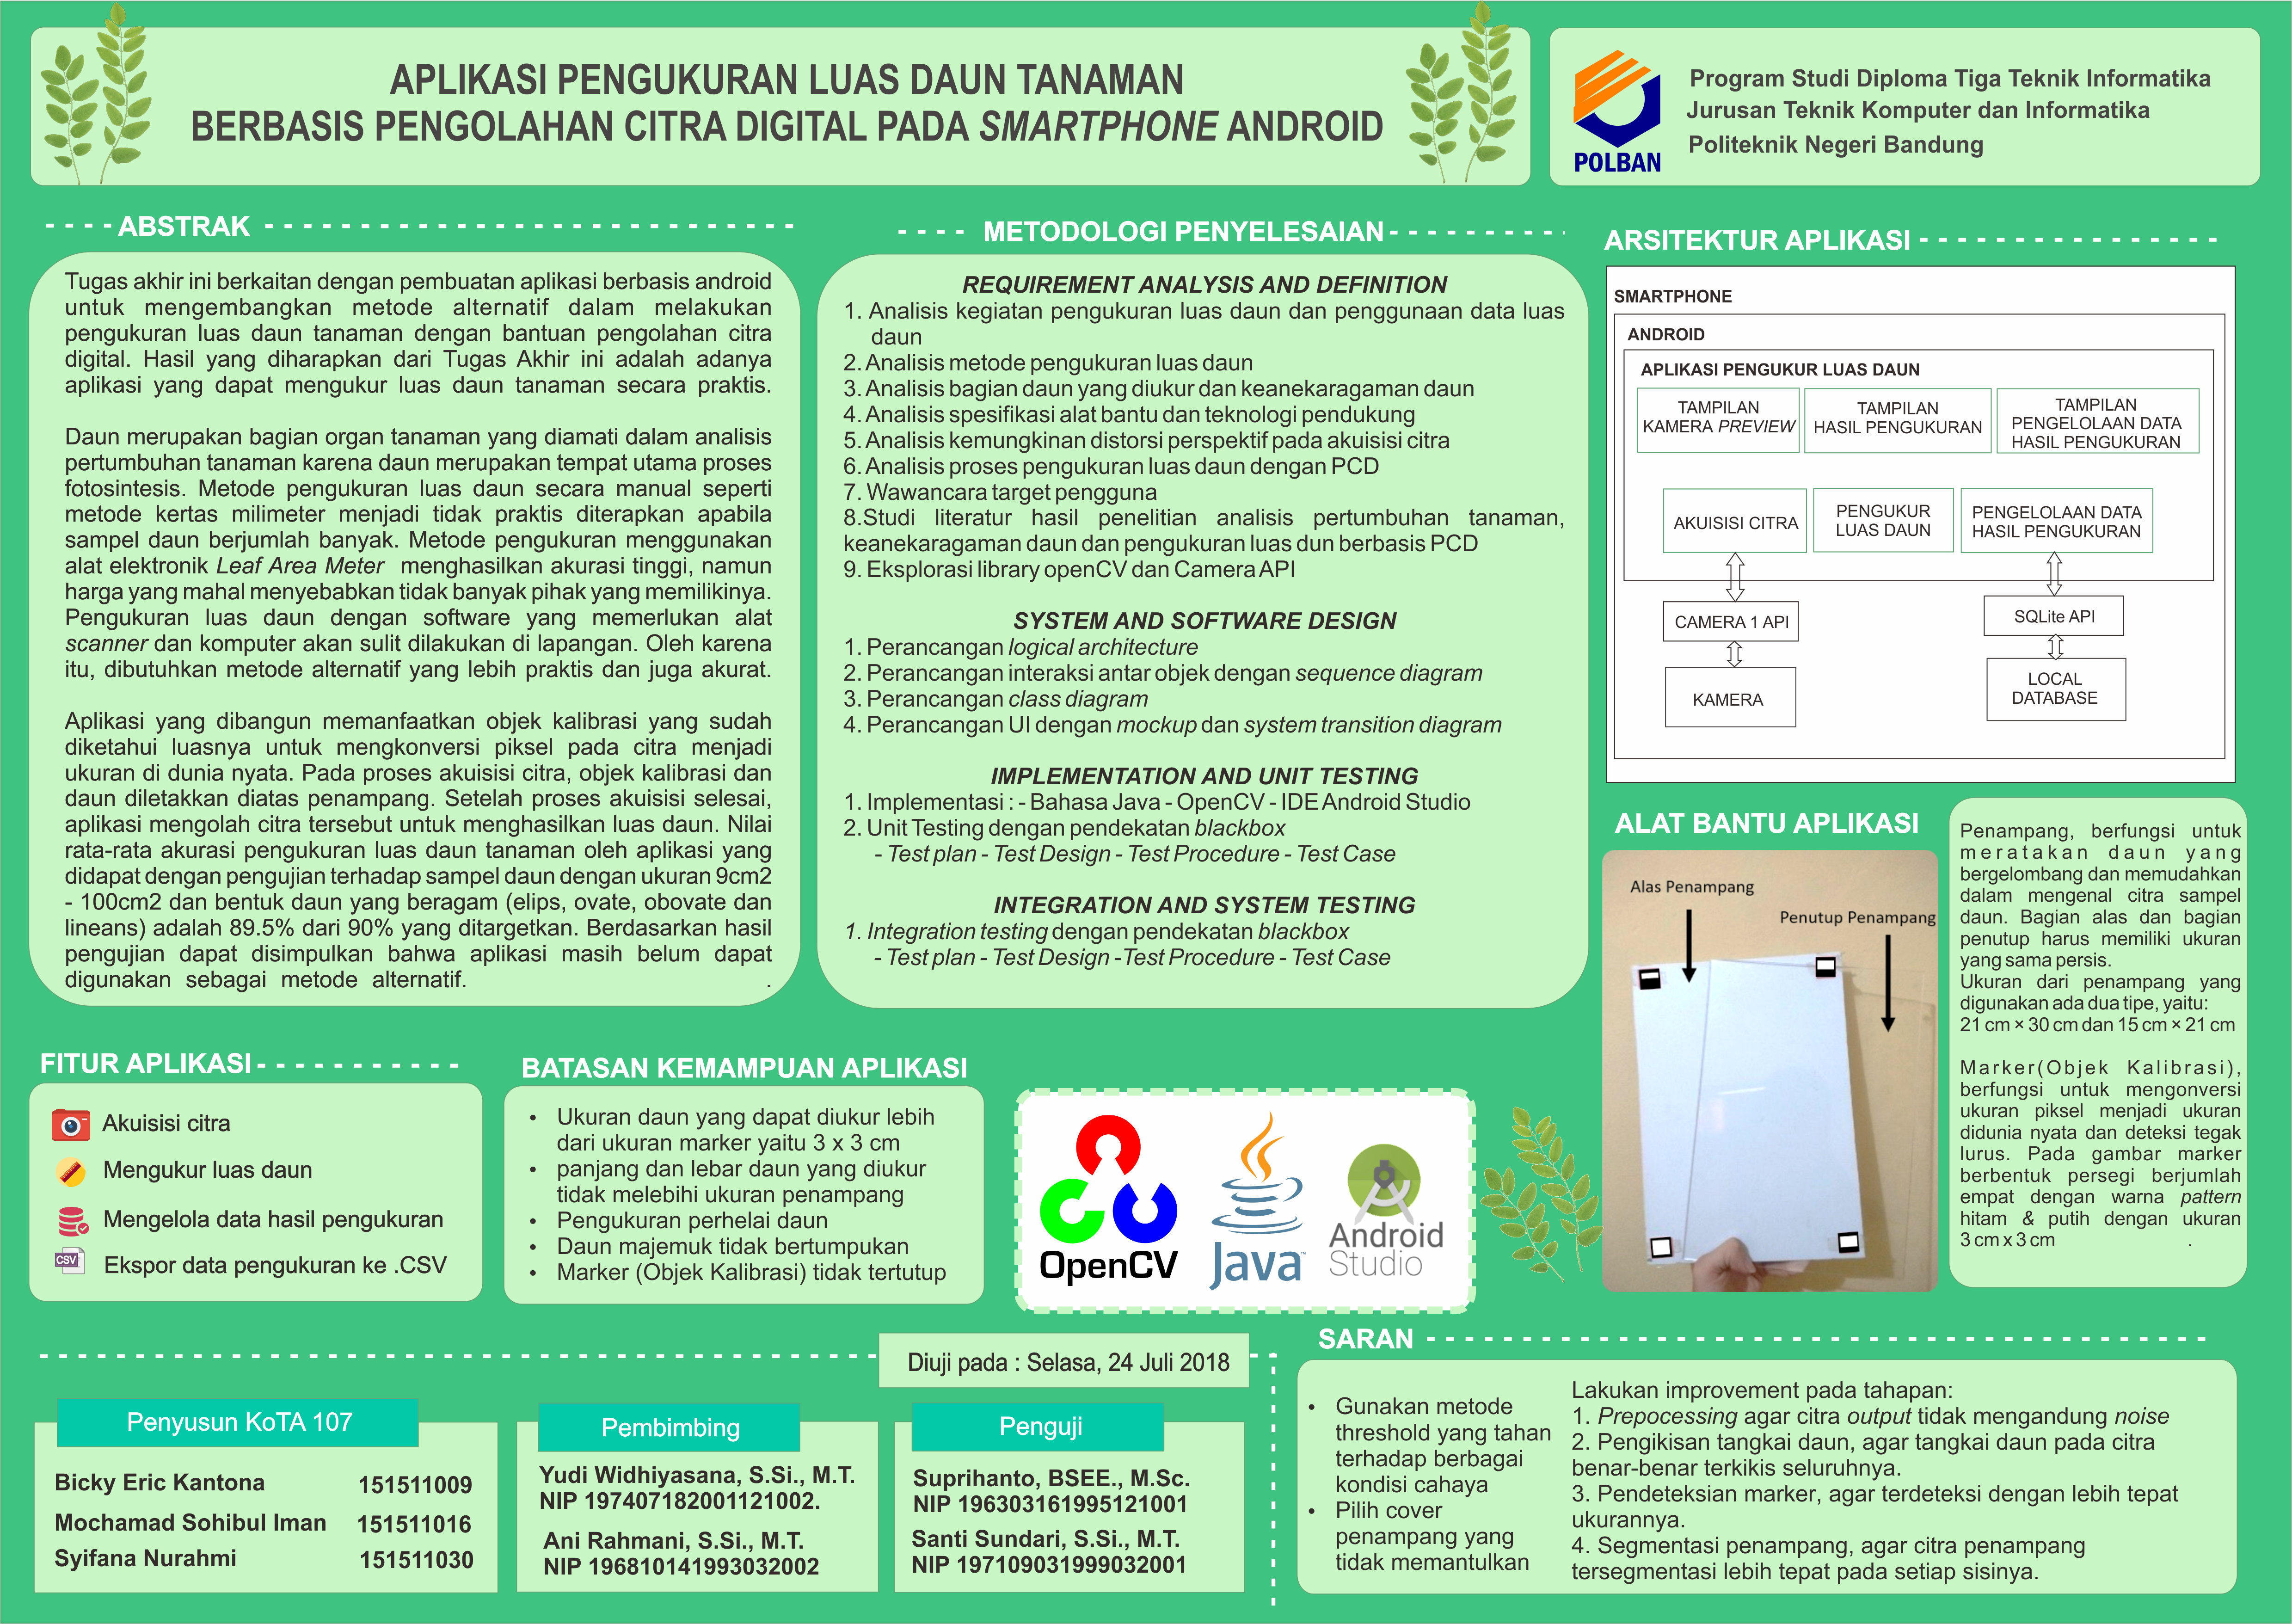 APLIKASI PENGUKURAN LUAS DAUN TANAMAN
BERBASIS PENGOLAHAN CITRA DIGITAL PADA SMARTPHONE ANDROID
POLBAN
Program Studi Diploma Tiga Teknik Informatika
Jurusan Teknik Komputer dan Informatika
Politeknik Negeri Bandung
ABSTRAK
Tugas akhir ini berkaitan dengan pembuatan aplikasi berbasis android
untuk mengembangkan metode alternatif dalam melakukan
pengukuran luas daun tanaman dengan bantuan pengolahan citra
digital. Hasil yang diharapkan dari Tugas Akhir ini adalah adanya
aplikasi yang dapat mengukur luas daun tanaman secara praktis.
Daun merupakan bagian organ tanaman yang diamati dalam analisis
pertumbuhan tanaman karena daun merupakan tempat utama proses
fotosintesis. Metode pengukuran luas daun secara manual seperti
metode kertas milimeter menjadi tidak praktis diterapkan apabila
sampel daun berjumlah banyak. Metode pengukuran menggunakan
alat elektronik Leaf Area Meter menghasilkan akurasi tinggi, namun
harga yang mahal menyebabkan tidak banyak pihak yang memilikinya.
Pengukuran luas daun dengan software yang memerlukan alat
scanner dan komputer akan sulit dilakukan di lapangan. Oleh karena
itu, dibutuhkan metode alternatif yang lebih praktis dan juga akurat.
Aplikasi yang dibangun memanfaatkan objek kalibrasi yang sudah
diketahui luasnya untuk mengkonversi piksel pada citra menjadi
ukuran di dunia nyata. Pada proses akuisisi citra, objek kalibrasi dan
daun diletakkan diatas penampang. Setelah proses akuisisi selesai,
aplikasi mengolah citra tersebut untuk menghasilkan luas daun. Nilai
rata-rata akurasi pengukuran luas daun tanaman oleh aplikasi yang
didapat dengan pengujian terhadap sampel daun dengan ukuran 9cm2
- 100cm2 dan bentuk daun yang beragam (elips, ovate, obovate dan
lineans) adalah 89.5% dari 90% yang ditargetkan. Berdasarkan hasil
pengujian dapat disimpulkan bahwa aplikasi masih belum dapat
digunakan sebagai metode alternatif. .
METODOLOGI PENYELESAIAN
REQUIREMENT ANALYSIS AND DEFINITION
1. Analisis kegiatan pengukuran luas daun dan penggunaan data luas
daun
2. Analisis metode pengukuran luas daun
3. Analisis bagian daun yang diukur dan keanekaragaman daun
4. Analisis spesifikasi alat bantu dan teknologi pendukung
5. Analisis kemungkinan distorsi perspektif pada akuisisi citra
6. Analisis proses pengukuran luas daun dengan PCD
7. Wawancara target pengguna
8.Studi literatur hasil penelitian analisis pertumbuhan tanaman,
keanekaragaman daun dan pengukuran luas dun berbasis PCD
9. Eksplorasi library openCV dan Camera API
SYSTEM AND SOFTWARE DESIGN
1. Perancangan logical architecture
2. Perancangan interaksi antar objek dengan sequence diagram
3. Perancangan class diagram
4. Perancangan UI dengan mockup dan system transition diagram
IMPLEMENTATION AND UNIT TESTING
1. Implementasi : - Bahasa Java - OpenCV - IDE Android Studio
2. Unit Testing dengan pendekatan blackbox
- Test plan - Test Design - Test Procedure - Test Case
INTEGRATION AND SYSTEM TESTING
1. Integration testing dengan pendekatan blackbox
- Test plan - Test Design -Test Procedure - Test Case
ARSITEKTUR APLIKASI
SMARTPHONE
ANDROID
APLIKASI PENGUKUR LUAS DAUN
TAMPILAN
KAMERA PREVIEW
TAMPILAN
HASIL PENGUKURAN
TAMPILAN
PENGELOLAAN DATA
HASIL PENGUKURAN
AKUISISI CITRA
PENGUKUR
LUAS DAUN
PENGELOLAAN DATA
HASIL PENGUKURAN
CAMERA 1 API
SQLite API
KAMERA
LOCAL
DATABASE
ALAT BANTU APLIKASI
Alas Penampang
Penutup Penampang
Penampang, berfungsi untuk
meratakan daun yang
bergelombang dan memudahkan
dalam mengenal citra sampel
daun. Bagian alas dan bagian
penutup harus memiliki ukuran
yang sama persis.
Ukuran dari penampang yang
digunakan ada dua tipe, yaitu:
21 cm × 30 cm dan 15 cm × 21 cm
Marker(Objek Kalibrasi),
berfungsi untuk mengonversi
ukuran piksel menjadi ukuran
didunia nyata dan deteksi tegak
lurus. Pada gambar marker
berbentuk persegi berjumlah
empat dengan warna pattern
hitam & putih dengan ukuran
3 cm x 3 cm .
FITUR APLIKASI
Akuisisi citra
Mengukur luas daun
Mengelola data hasil pengukuran
CSV
Ekspor data pengukuran ke .CSV
BATASAN KEMAMPUAN APLIKASI
• Ukuran daun yang dapat diukur lebih
dari ukuran marker yaitu 3 x 3 cm
• panjang dan lebar daun yang diukur
tidak melebihi ukuran penampang
• Pengukuran perhelai daun
• Daun majemuk tidak bertumpukan
• Marker (Objek Kalibrasi) tidak tertutup
OpenCV
Java™
Android
Studio
Diuji pada : Selasa, 24 Juli 2018
Penyusun KoTA 107
Bicky Eric Kantona 151511009
Mochamad Sohibul Iman 151511016
Syifana Nurahmi 151511030
Pembimbing
Yudi Widhiyasana, S.Si., M.T.
NIP 197407182001121002.
Ani Rahmani, S.Si., M.T.
NIP 196810141993032002
Penguji
Suprihanto, BSEE., M.Sc.
NIP 196303161995121001
Santi Sundari, S.Si., M.T.
NIP 197109031999032001
SARAN
• Gunakan metode
threshold yang tahan
terhadap berbagai
kondisi cahaya
• Pilih cover
penampang yang
tidak memantulkan
Lakukan improvement pada tahapan:
1. Prepocessing agar citra output tidak mengandung noise
2. Pengikisan tangkai daun, agar tangkai daun pada citra
benar-benar terkikis seluruhnya.
3. Pendeteksian marker, agar terdeteksi dengan lebih tepat
ukurannya.
4. Segmentasi penampang, agar citra penampang
tersegmentasi lebih tepat pada setiap sisinya.